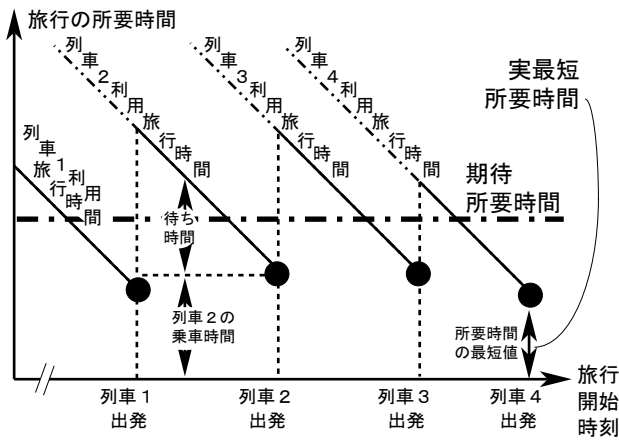 旅行の所要時間
列車1利用
旅行時間
列車2利用旅行時間
列車3利用旅行時間
列車4利用旅行時間
実最短
所要時間
期待
所要時間
待ち
時間
列車2の
乗車時間
所要時間
の最短値
列車1
出発
列車2
出発
列車3
出発
列車4
出発
旅行
開始
時刻